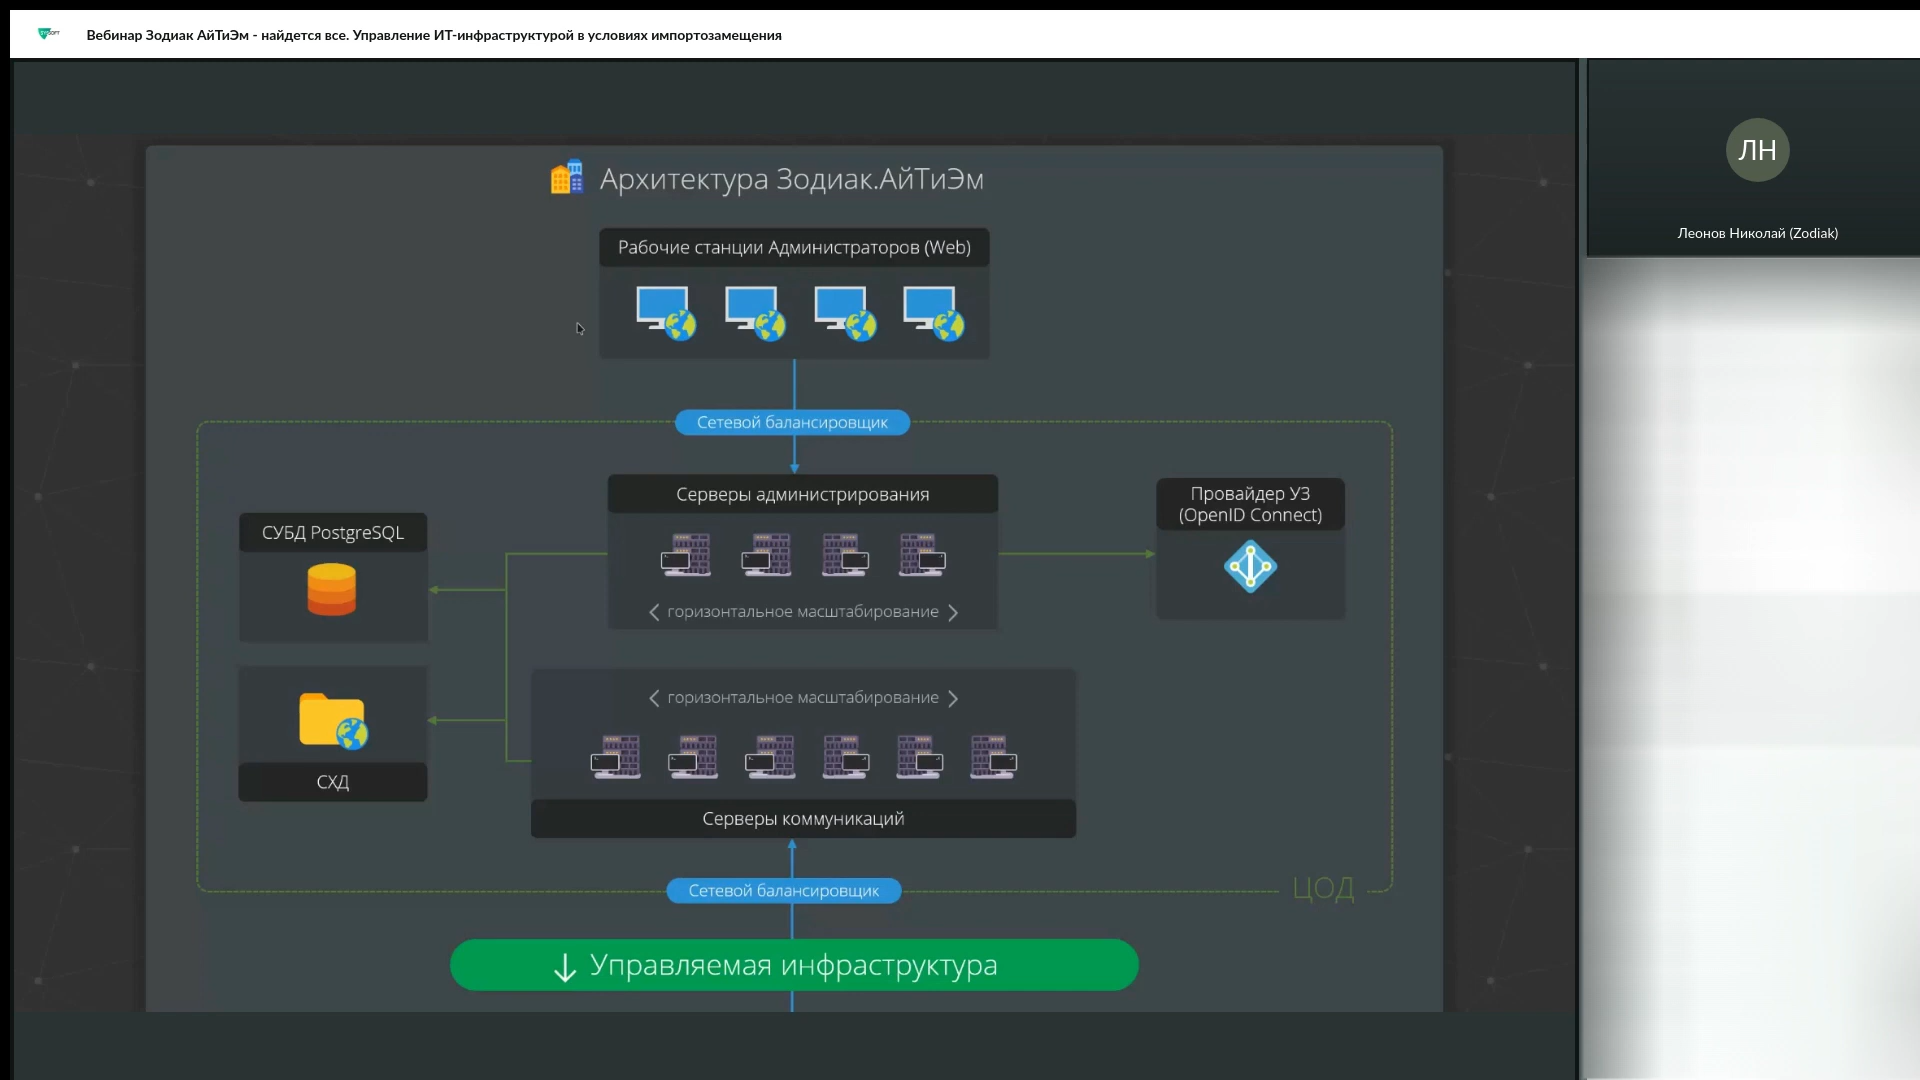 Вебинар Зодиак АйТиЭм - найдется все. Управление ИТ-инфраструктурой в условиях импортозамещения
ЛН
Леонов Николай (Zodiak)
Архитектура Зодиак.АйТиЭм
Рабочие станции Администраторов (Web)
Сетевой балансировщик
Серверы администрирования
Провайдер УЗ
(OpenID Connect)
СУБД PostgreSQL
< горизонтальное масштабирование >
< горизонтальное масштабирование >
СХД
Серверы коммуникаций
Сетевой балансировщик
ЦОД
↓ Управляемая инфраструктура